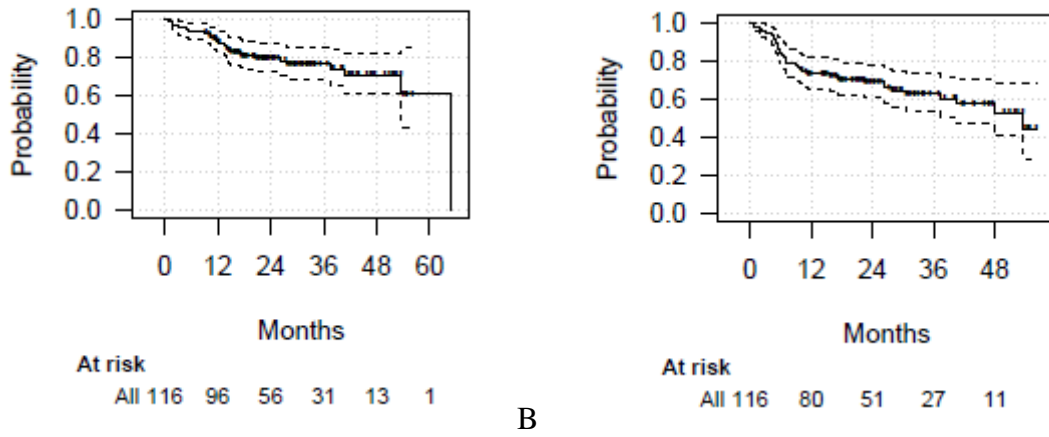 Probability
1.0
0.8
0.6
0.4
0.2
0.0
0 12 24 36 48 60
Months
At risk
All 116 96 56 31 13 1
B
Probability
1.0
0.8
0.6
0.4
0.2
0.0
0 12 24 36 48
Months
At risk
All 116 80 51 27 11